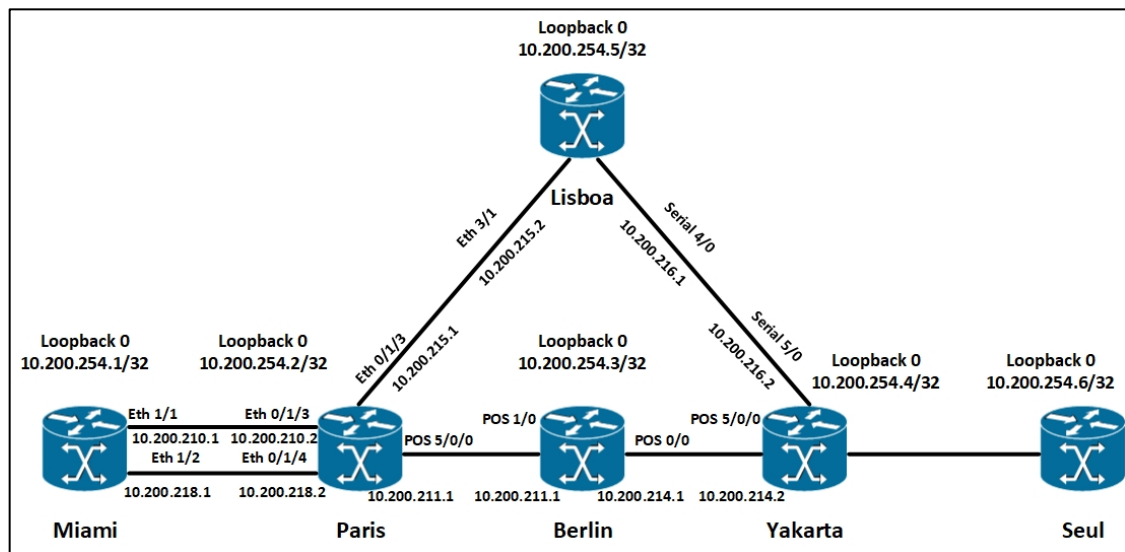 Loopback 0
10.200.254.5/32
Lisboa
Eth 3/1
10.200.215.2
Serial 4/0
10.200.216.1
Eth 0/1/3
10.200.215.1
Serial 5/0
10.200.216.2
Loopback 0
10.200.254.1/32
Loopback 0
10.200.254.2/32
Loopback 0
10.200.254.3/32
Loopback 0
10.200.254.4/32
Loopback 0
10.200.254.6/32
Eth 1/1
Eth 0/1/3
10.200.210.1
10.200.210.2
Eth 1/2
Eth 0/1/4
10.200.218.1
10.200.218.2
POS 5/0/0
POS 1/0
POS 0/0
POS 5/0/0
10.200.211.1
10.200.211.1
10.200.214.1
10.200.214.2
Miami
Paris
Berlin
Yakarta
Seul